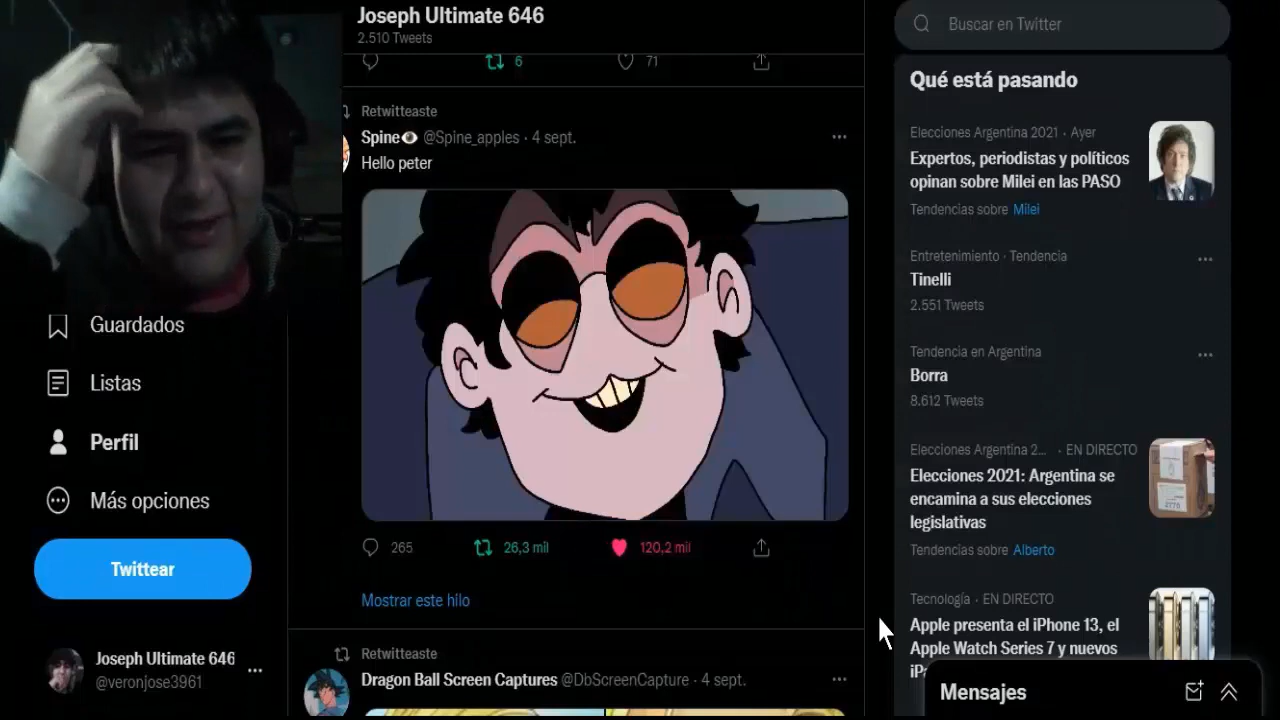 Joseph Ultimate 646
2.510 Tweets
6
71
Retwitteaste
Spine👁 @Spine_apples · 4 sept.
Hello peter
265
26,3 mil
120,2 mil
Mostrar este hilo
Retwitteaste
Dragon Ball Screen Captures @DbScreenCapture · 4 sept.
Guardados
Listas
Perfil
Más opciones
Twittear
Joseph Ultimate 646
@veronjose3961
Buscar en Twitter
Qué está pasando
Elecciones Argentina 2021 · Ayer
Expertos, periodistas y políticos
opinan sobre Milei en las PASO
Tendencias sobre Milei
Entretenimiento · Tendencia
Tinelli
2.551 Tweets
Tendencia en Argentina
Borra
8.612 Tweets
Elecciones Argentina 2... · EN DIRECTO
Elecciones 2021: Argentina se
encamina a sus elecciones
legislativas
Tendencias sobre Alberto
Tecnología · EN DIRECTO
Apple presenta el iPhone 13, el
Apple Watch Series 7 y nuevos
Mensajes